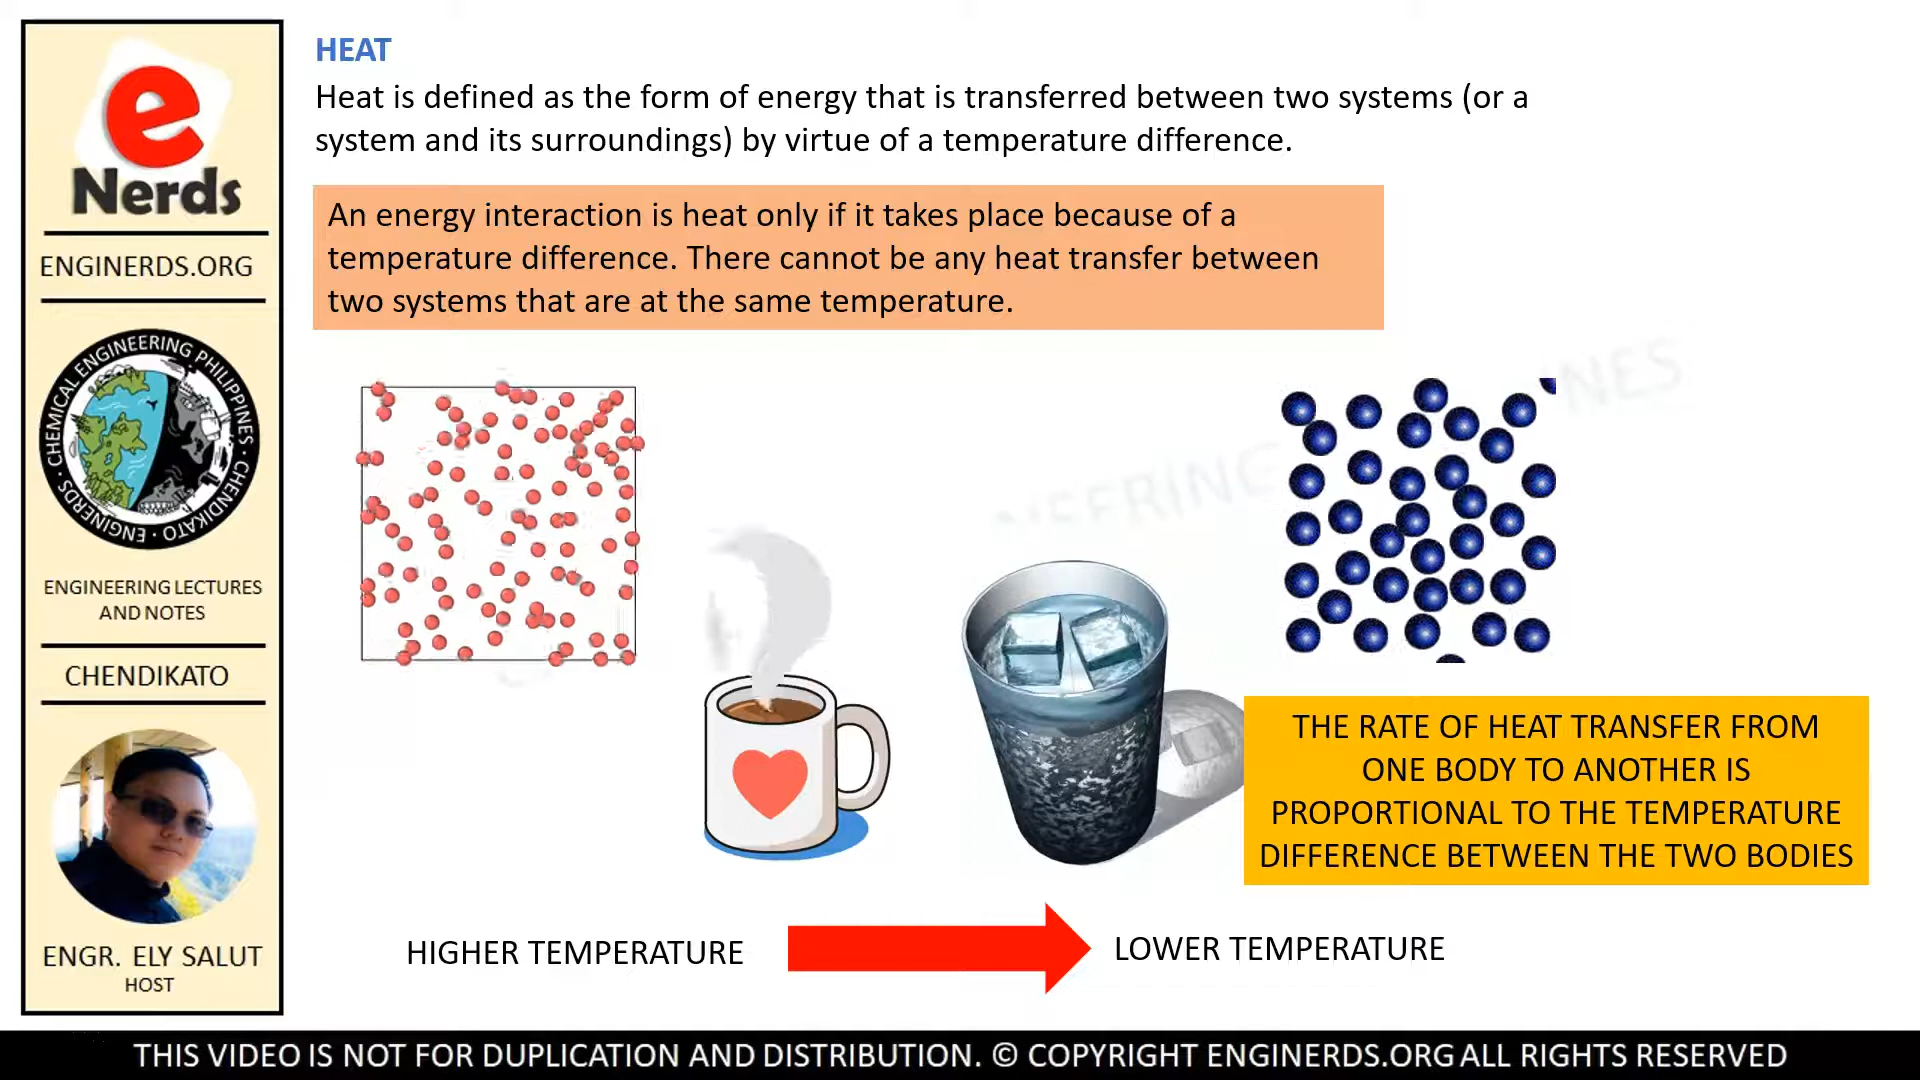 e
Nerds
ENGINERDS.ORG
CHEMICAL ENGINEERING PHILIPPINES
· CHENDIKATO · ENGINERDS ·
ENGINEERING LECTURES
AND NOTES
CHENDIKATO
ENGR. ELY SALUT
HOST
HEAT
Heat is defined as the form of energy that is transferred between two systems (or a
system and its surroundings) by virtue of a temperature difference.
An energy interaction is heat only if it takes place because of a
temperature difference. There cannot be any heat transfer between
two systems that are at the same temperature.
THE RATE OF HEAT TRANSFER FROM
ONE BODY TO ANOTHER IS
PROPORTIONAL TO THE TEMPERATURE
DIFFERENCE BETWEEN THE TWO BODIES
HIGHER TEMPERATURE
LOWER TEMPERATURE
THIS VIDEO IS NOT FOR DUPLICATION AND DISTRIBUTION. © COPYRIGHT ENGINERDS.ORG ALL RIGHTS RESERVED